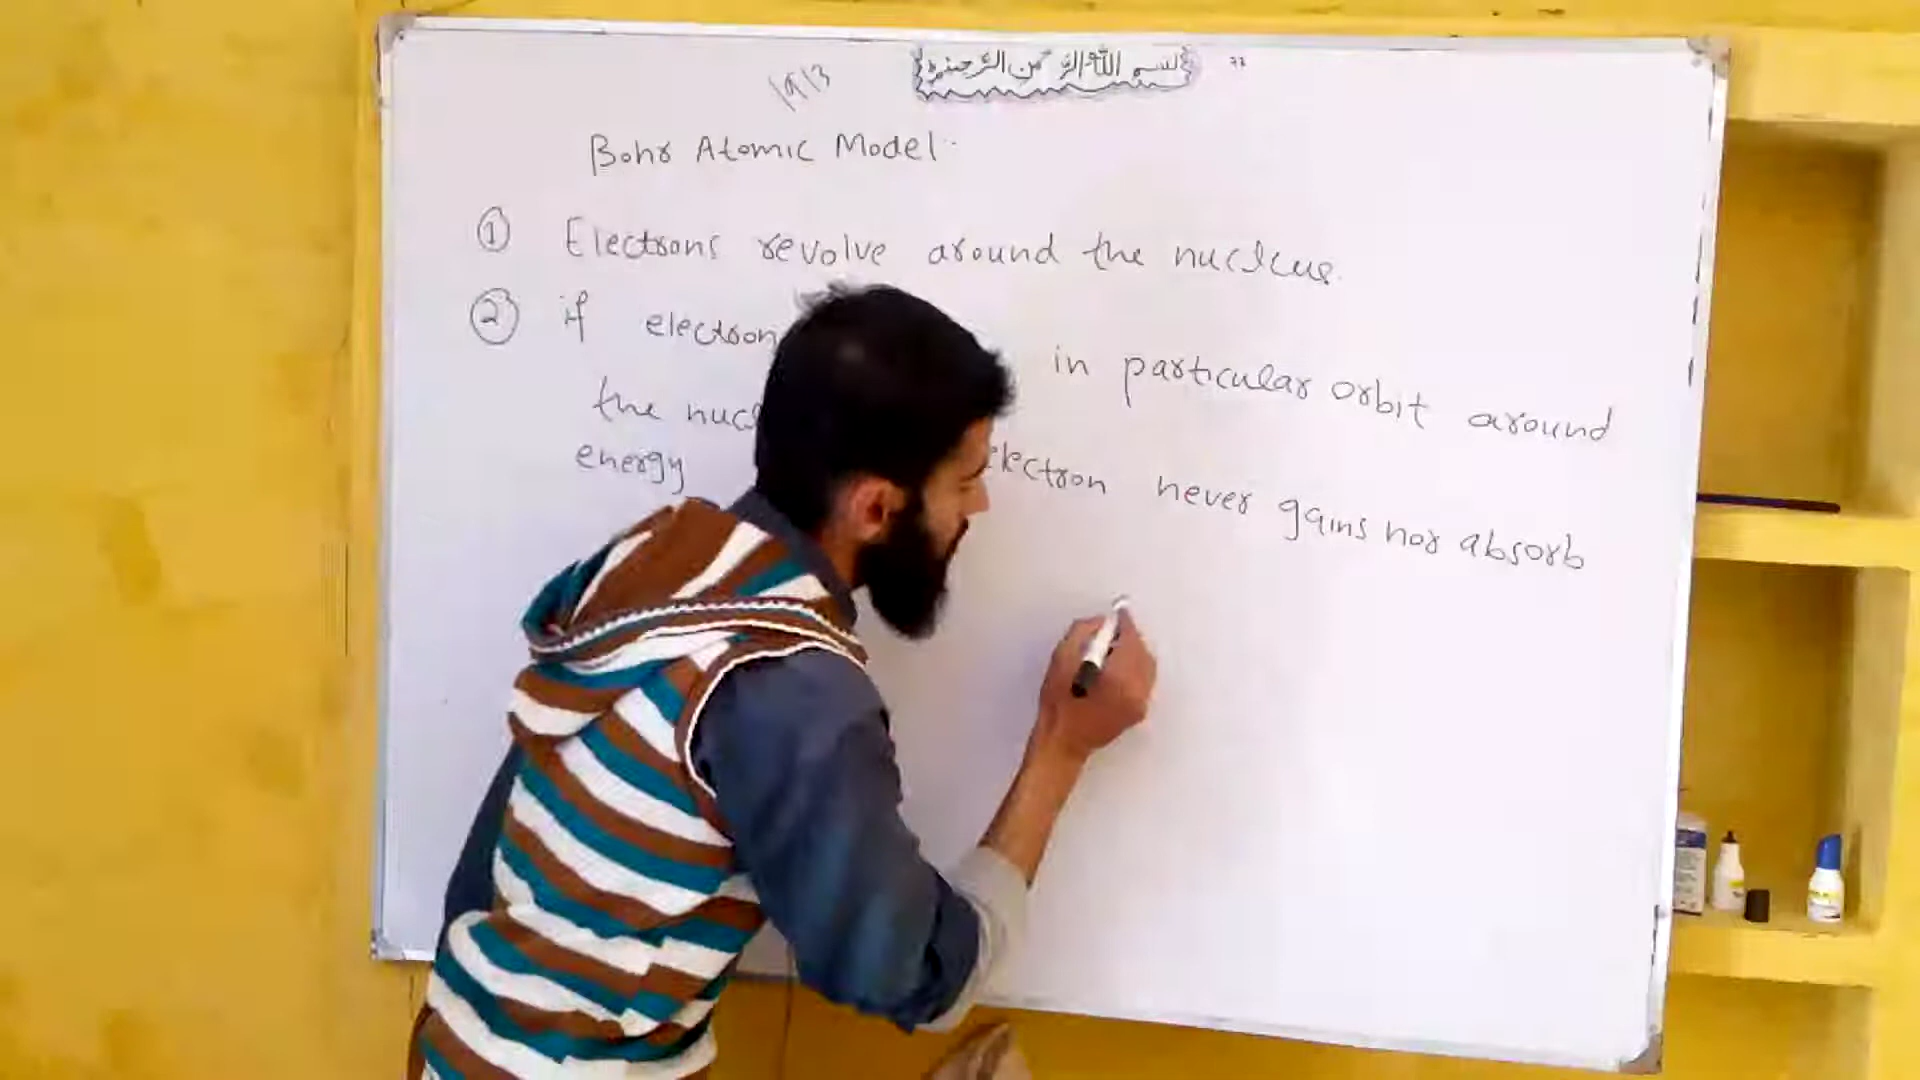 بسم اللہ الرحمن الرحیم
1913
Bohr Atomic Model
① Electrons revolve around the nucleus.
② if electron in particular orbit around
the electron never gains nor absorb
energy